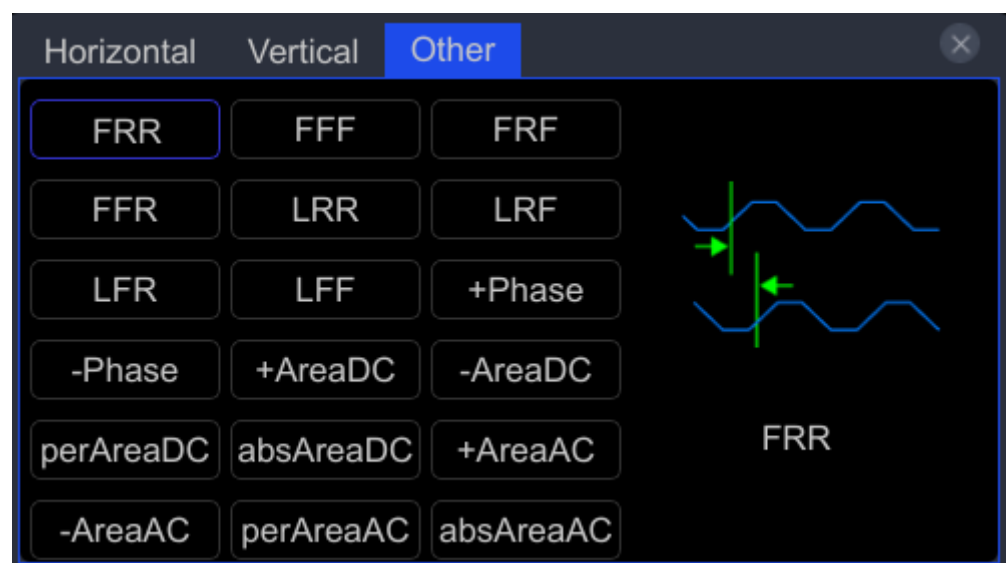 Horizontal Vertical Other
FRR FFF FRF
FFR LRR LRF
LFR LFF +Phase
-Phase +AreaDC -AreaDC
perAreaDC absAreaDC +AreaAC
FRR
-AreaAC perAreaAC absAreaAC